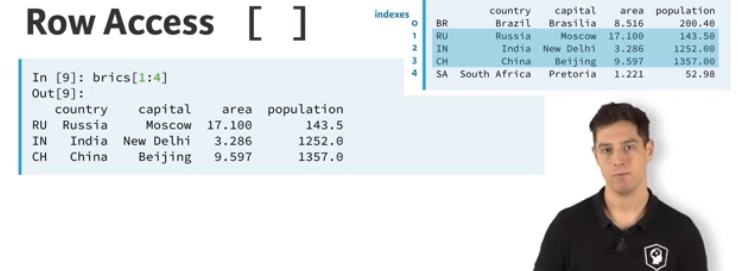 Row Access [ ]
In [9]: brics[1:4]
Out[9]:
country capital area population
RU Russia Moscow 17.100 143.5
IN India New Delhi 3.286 1252.0
CH China Beijing 9.597 1357.0
indexes
country capital area population
0 BR Brazil Brasilia 8.516 200.40
1 RU Russia Moscow 17.100 143.50
2 IN India New Delhi 3.286 1252.00
3 CH China Beijing 9.597 1357.00
4 SA South Africa Pretoria 1.221 52.98